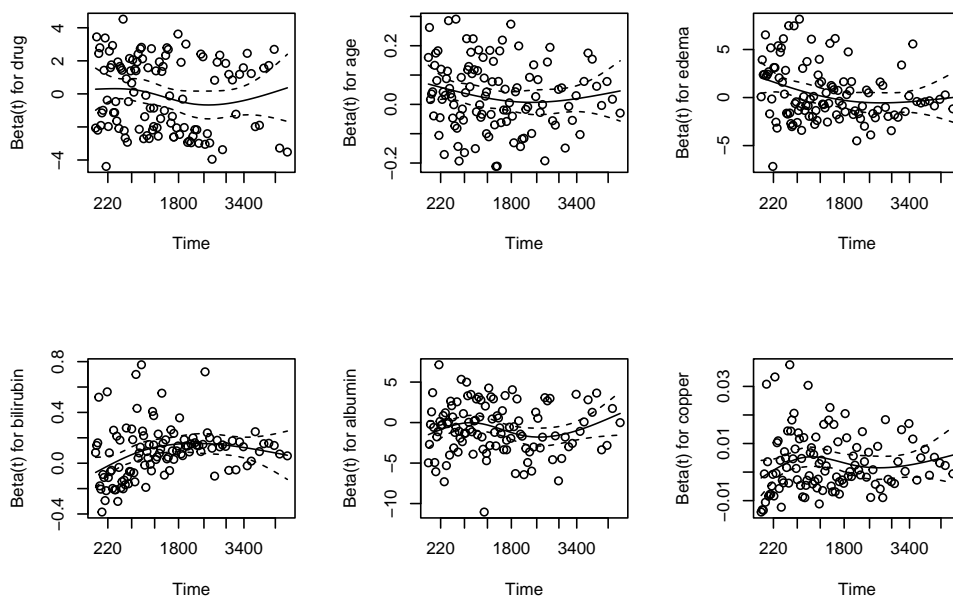 Beta(t) for drug
4
2
0
−4
220 1800 3400
Time
Beta(t) for age
0.2
0.0
−0.2
220 1800 3400
Time
Beta(t) for edema
5
0
−5
220 1800 3400
Time
Beta(t) for bilirubin
0.8
0.4
0.0
−0.4
220 1800 3400
Time
Beta(t) for albumin
5
0
−5
−10
220 1800 3400
Time
Beta(t) for copper
0.03
0.01
−0.01
220 1800 3400
Time